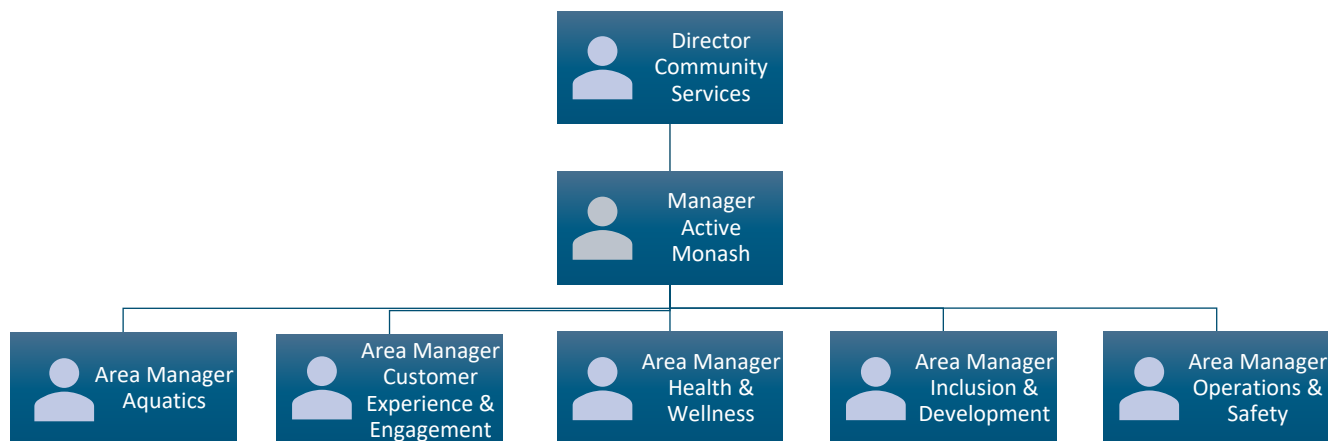 Director
Community
Services
Manager
Active
Monash
Area Manager
Aquatics
Area Manager
Customer
Experience &
Engagement
Area Manager
Health &
Wellness
Area Manager
Inclusion &
Development
Area Manager
Operations &
Safety